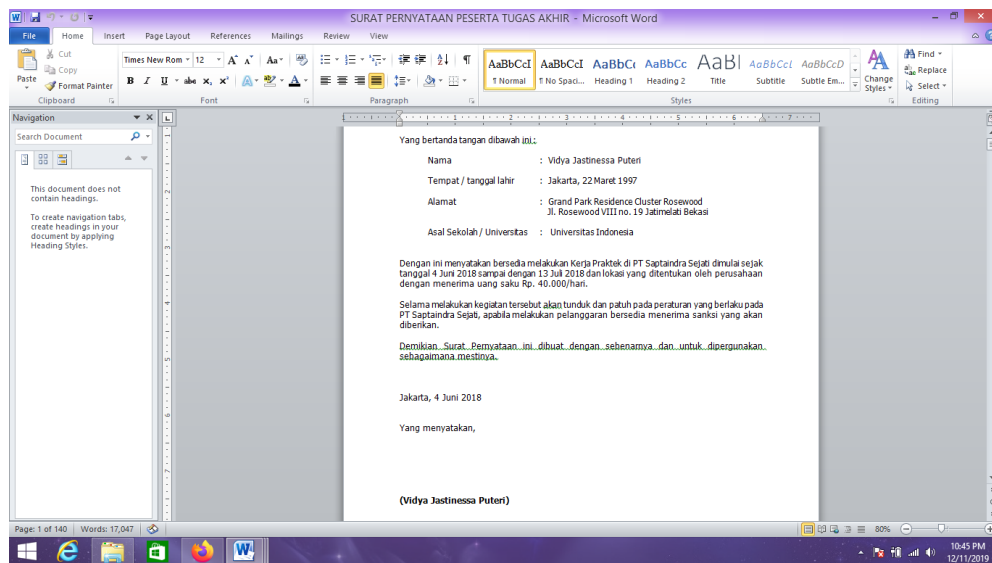 SURAT PERNYATAAN PESERTA TUGAS AKHIR - Microsoft Word
File Home Insert Page Layout References Mailings Review View
Cut
Copy
Format Painter
Paste
Clipboard
Times New Rom 12
Font
Paragraph
AaBbCcI AaBbCcI AaBbC( AaBbCc AaBI AaBbCcL AaBbCcD
¶ Normal ¶ No Spaci... Heading 1 Heading 2 Title Subtitle Subtle Em...
Styles
Change Styles
Find
Replace
Select
Editing
Navigation
Search Document
This document does not
contain headings.
To create navigation tabs,
create headings in your
document by applying
Heading Styles.
Yang bertanda tangan dibawah ini :
Nama : Vidya Jastinessa Puteri
Tempat / tanggal lahir : Jakarta, 22 Maret 1997
Alamat : Grand Park Residence Cluster Rosewood
Jl. Rosewood VIII no. 19 Jatimelati Bekasi
Asal Sekolah / Universitas : Universitas Indonesia
Dengan ini menyatakan bersedia melakukan Kerja Praktek di PT Saptaindra Sejati dimulai sejak
tanggal 4 Juni 2018 sampai dengan 13 Juli 2018 dan lokasi yang ditentukan oleh perusahaan
dengan menerima uang saku Rp. 40.000/hari.
Selama melakukan kegiatan tersebut akan tunduk dan patuh pada peraturan yang berlaku pada
PT Saptaindra Sejati, apabila melakukan pelanggaran bersedia menerima sanksi yang akan
diberikan.
Demikian Surat Pernyataan ini dibuat dengan sebenarnya dan untuk dipergunakan
sebagaimana mestinya.
Jakarta, 4 Juni 2018
Yang menyatakan,
(Vidya Jastinessa Puteri)
Page: 1 of 140 Words: 17,047
80%
10:45 PM
12/11/2019